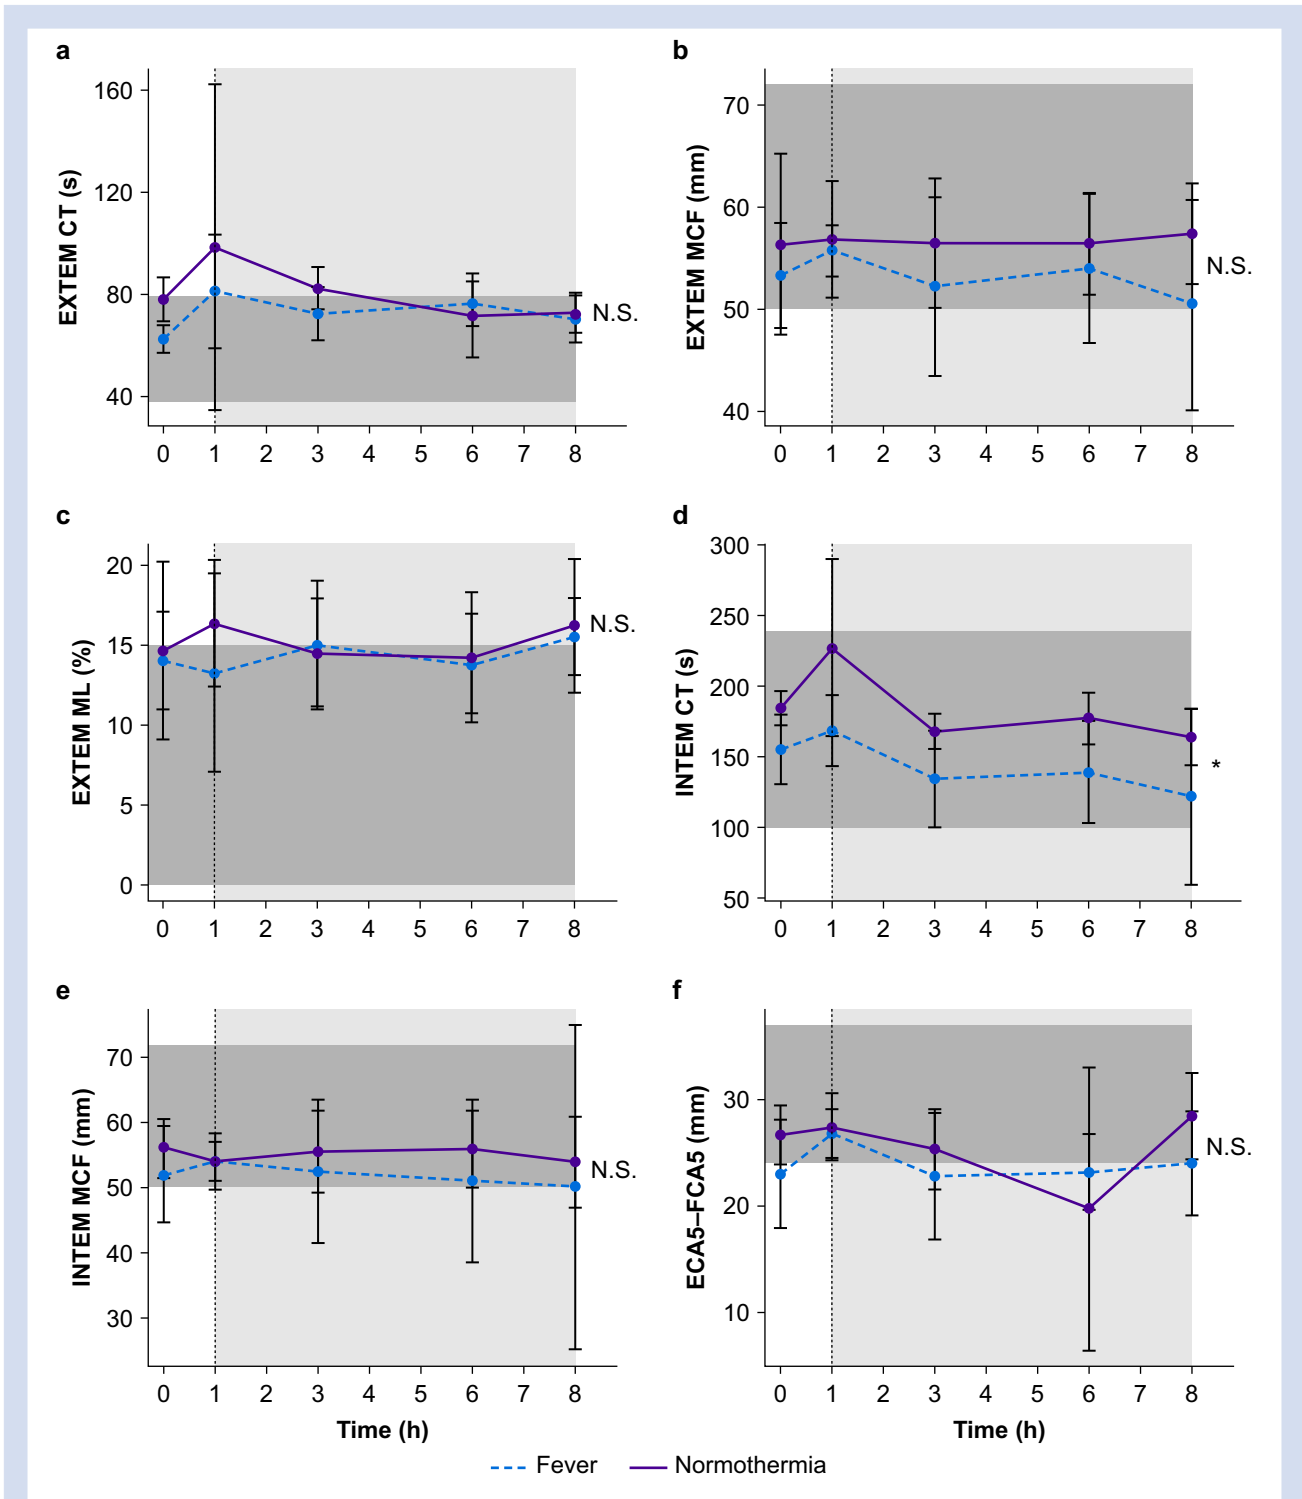 a
EXTEM CT (s)
160
120
80
40
0 1 2 3 4 5 6 7 8
N.S.
b
EXTEM MCF (mm)
70
60
50
40
0 1 2 3 4 5 6 7 8
N.S.
c
EXTEM ML (%)
20
15
10
5
0
0 1 2 3 4 5 6 7 8
N.S.
d
INTEM CT (s)
300
250
200
150
100
50
0 1 2 3 4 5 6 7 8
*
e
INTEM MCF (mm)
70
60
50
40
30
0 1 2 3 4 5 6 7 8
N.S.
Time (h)
f
ECA5–FCA5 (mm)
30
20
10
0 1 2 3 4 5 6 7 8
N.S.
Time (h)
Fever Normothermia